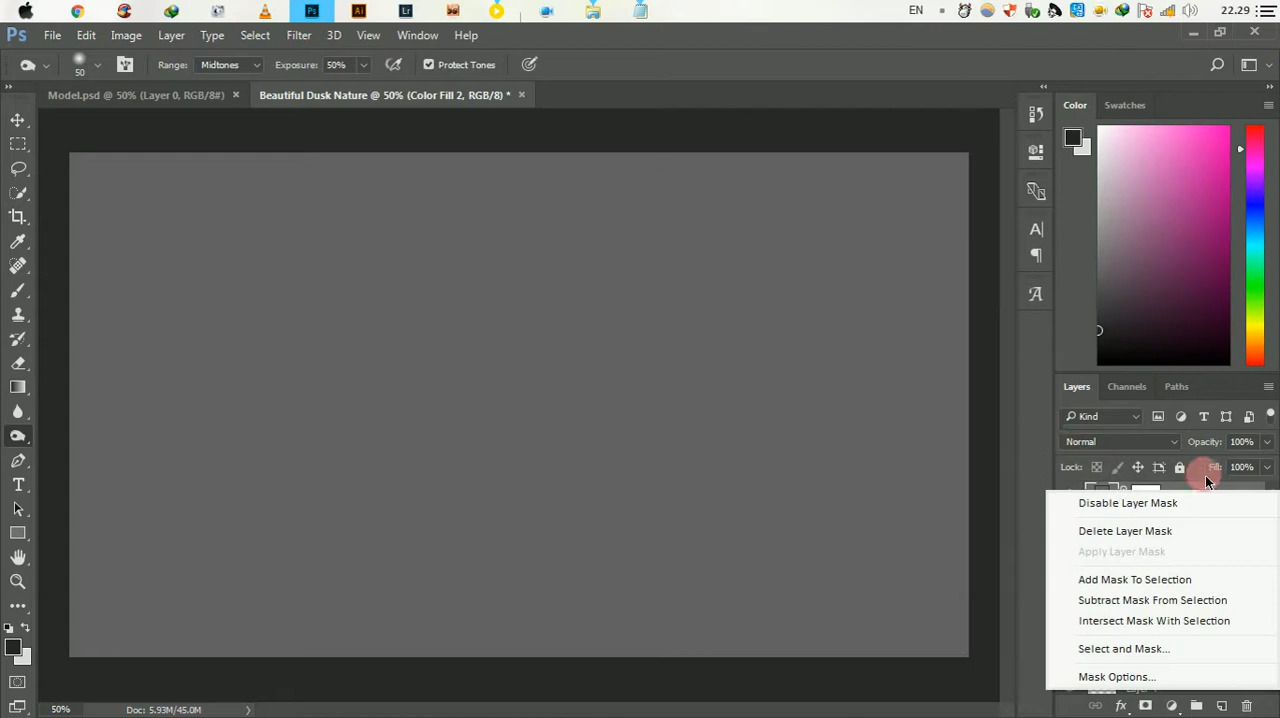 EN
22.29
Ps
File Edit Image Layer Type Select Filter 3D View Window Help
50
Range: Midtones Exposure: 50% Protect Tones
Model.psd @ 50% (Layer 0, RGB/8#) × Beautiful Dusk Nature @ 50% (Color Fill 2, RGB/8) * ×
Color Swatches
Layers Channels Paths
Kind
Normal Opacity: 100%
Lock: Fill: 100%
Disable Layer Mask
Delete Layer Mask
Apply Layer Mask
Add Mask To Selection
Subtract Mask From Selection
Intersect Mask With Selection
Select and Mask...
Mask Options...
50% Doc: 5.93M/45.0M